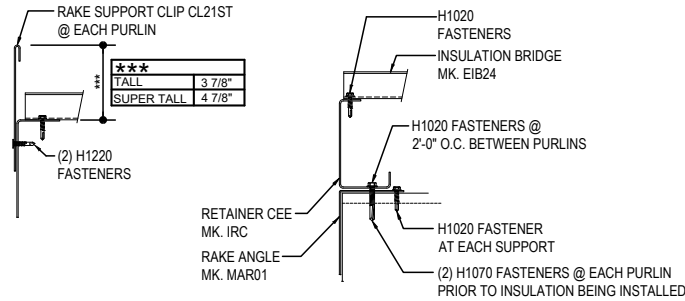 RAKE SUPPORT CLIP CL21ST
@ EACH PURLIN
***
***
TALL 3 7/8"
SUPER TALL 4 7/8"
(2) H1220
FASTENERS
H1020
FASTENERS
INSULATION BRIDGE
MK. EIB24
H1020 FASTENERS @
2'-0" O.C. BETWEEN PURLINS
RETAINER CEE
MK. IRC
RAKE ANGLE
MK. MAR01
H1020 FASTENER
AT EACH SUPPORT
(2) H1070 FASTENERS @ EACH PURLIN
PRIOR TO INSULATION BEING INSTALLED